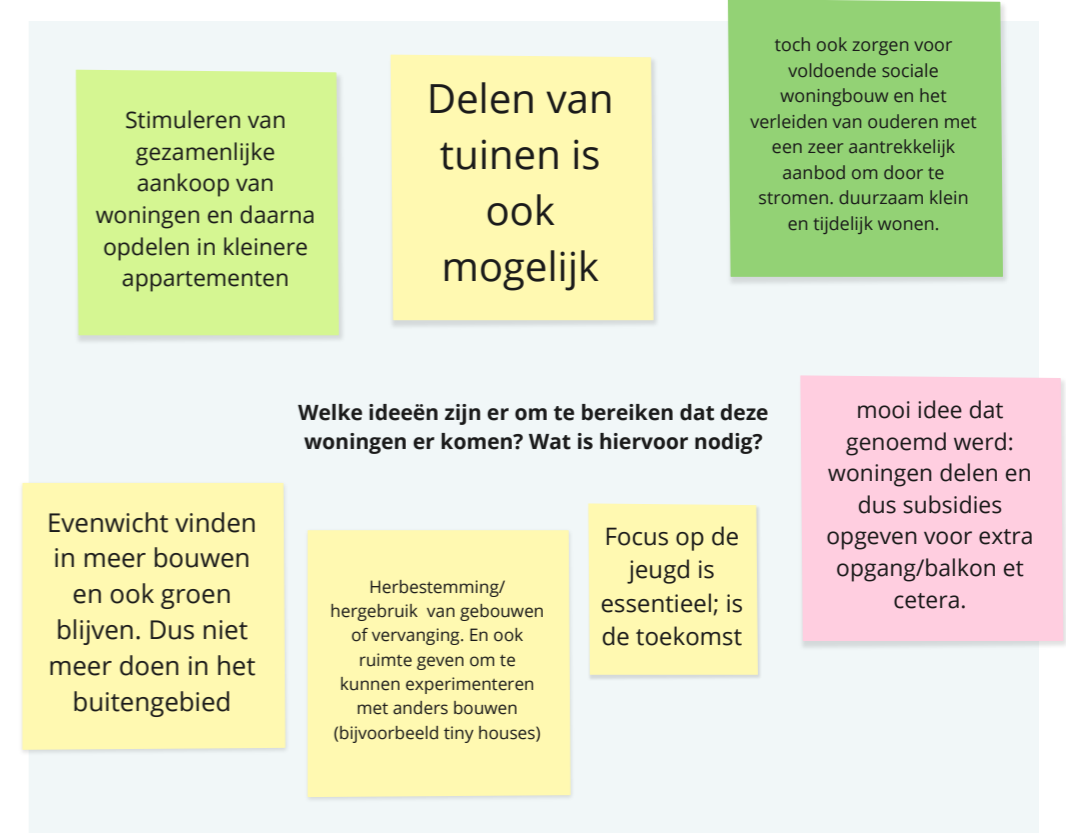 Stimuleren van
gezamenlijke
aankoop van
woningen en daarna
opdelen in kleinere
appartementen
Delen van
tuinen is
ook
mogelijk
toch ook zorgen voor
voldoende sociale
woningbouw en het
verleiden van ouderen met
een zeer aantrekkelijk
aanbod om door te
stromen. duurzaam klein
en tijdelijk wonen.
Welke ideeën zijn er om te bereiken dat deze
woningen er komen? Wat is hiervoor nodig?
mooi idee dat
genoemd werd:
woningen delen en
dus subsidies
opgeven voor extra
opgang/balkon et
cetera.
Evenwicht vinden
in meer bouwen
en ook groen
blijven. Dus niet
meer doen in het
buitengebied
Herbestemming/
hergebruik van gebouwen
of vervanging. En ook
ruimte geven om te
kunnen experimenteren
met anders bouwen
(bijvoorbeeld tiny houses)
Focus op de
jeugd is
essentieel; is
de toekomst